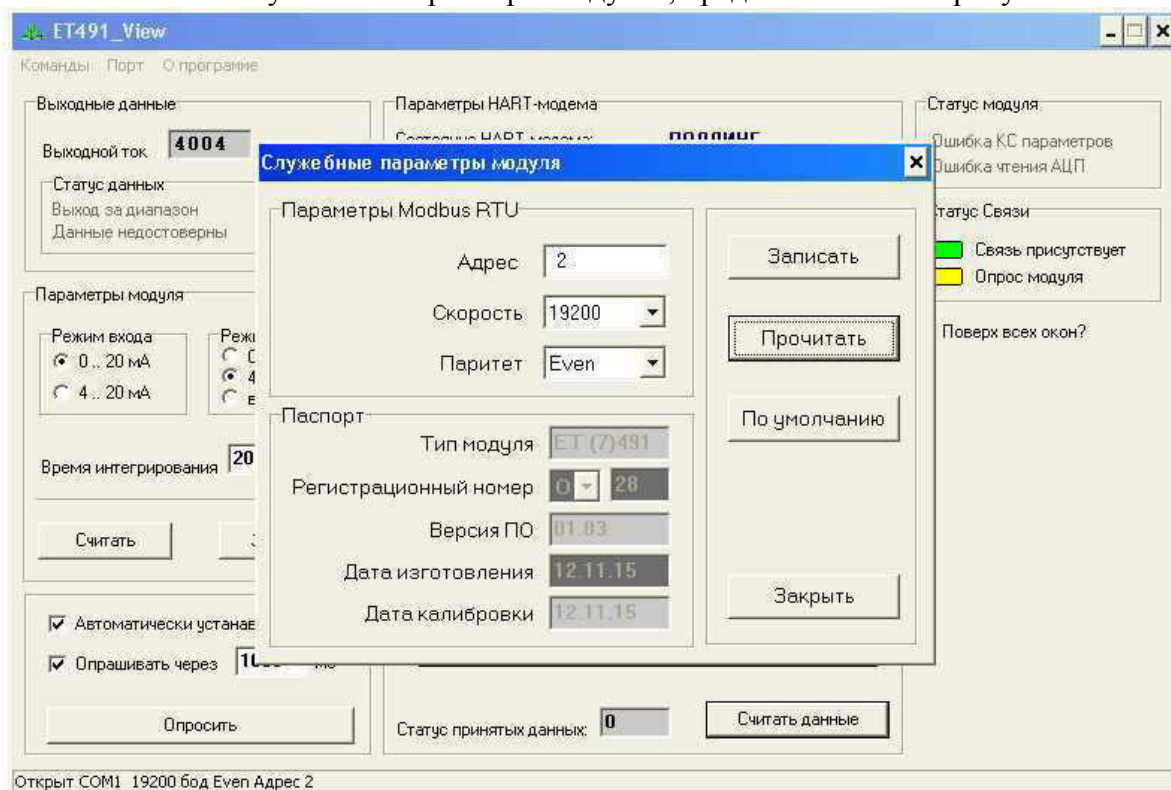 ET491_View
Команды Порт О программе
Выходные данные
Выходной ток 4004
Статус данных
Выход за диапазон
Данные недостоверны
Параметры HART-модема
Статус модуля
Ошибка КС параметров
Ошибка чтения АЦП
Статус Связи
Связь присутствует
Опрос модуля
Поверх всех окон?
Параметры модуля
Режим входа
0 .. 20 мА
4 .. 20 мА
Время интегрирования 20
Считать
Автоматически
Опрашивать через
Опросить
Служебные параметры модуля
Параметры Modbus RTU
Адрес 2
Скорость 19200
Паритет Even
Паспорт
Тип модуля ET (7)491
Регистрационный номер 0 28
Версия ПО 01.03
Дата изготовления 12.11.15
Дата калибровки 12.11.15
Записать
Прочитать
По умолчанию
Закрыть
Статус принятых данных: 0
Считать данные
Открыт COM1 19200 бод Even Адрес 2